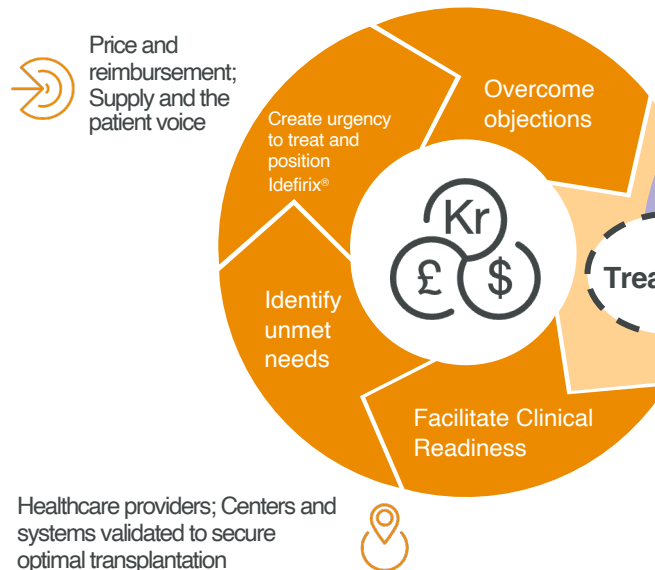 Price and
reimbursement;
Supply and the
patient voice
Overcome
objections
Create urgency
to treat and
position
Idefirix®
Kr
£
$
Identify
unmet
needs
Facilitate Clinical
Readiness
Healthcare providers; Centers and
systems validated to secure
optimal transplantation